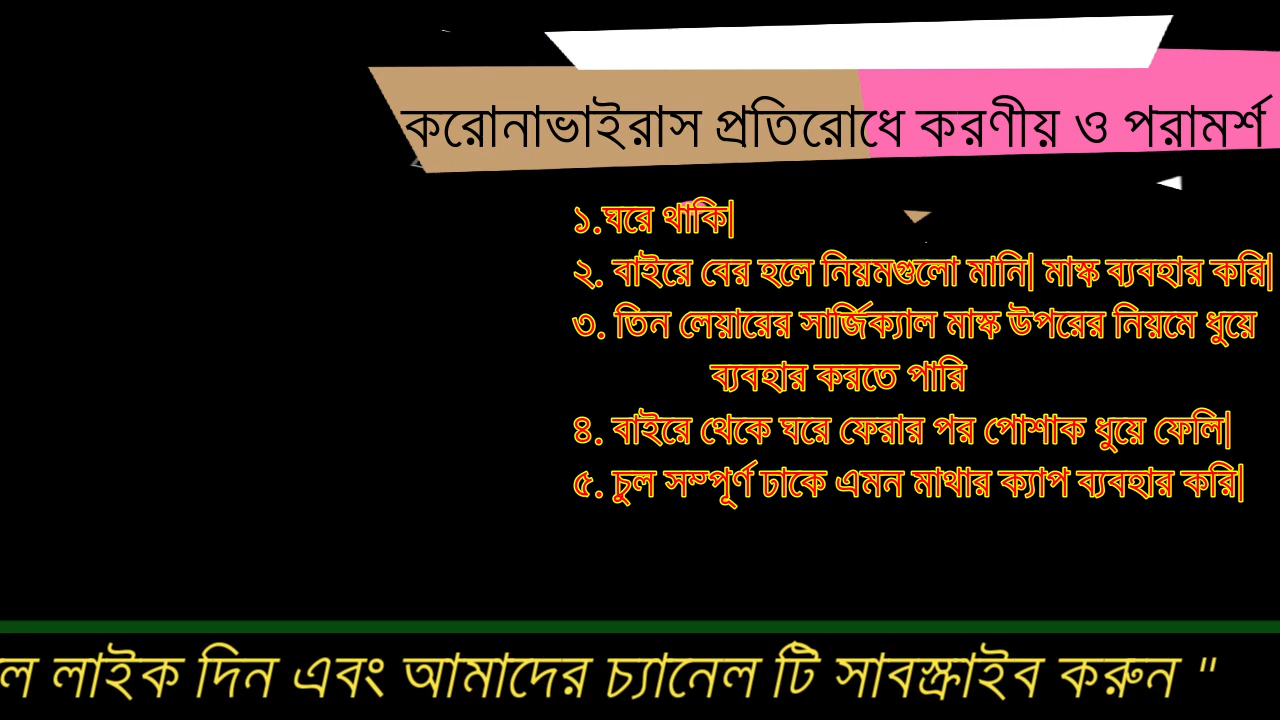 করোনাভাইরাস প্রতিরোধে করণীয় ও পরামর্শ
১.ঘরে থাকি|
২. বাইরে বের হলে নিয়মগুলো মানি| মাস্ক ব্যবহার করি|
৩. তিন লেয়ারের সার্জিক্যাল মাস্ক উপরের নিয়মে ধুয়ে
ব্যবহার করতে পারি
৪. বাইরে থেকে ঘরে ফেরার পর পোশাক ধুয়ে ফেলি|
৫. চুল সম্পূর্ণ ঢাকে এমন মাথার ক্যাপ ব্যবহার করি|
ল লাইক দিন এবং আমাদের চ্যানেল টি সাবস্ক্রাইব করুন "